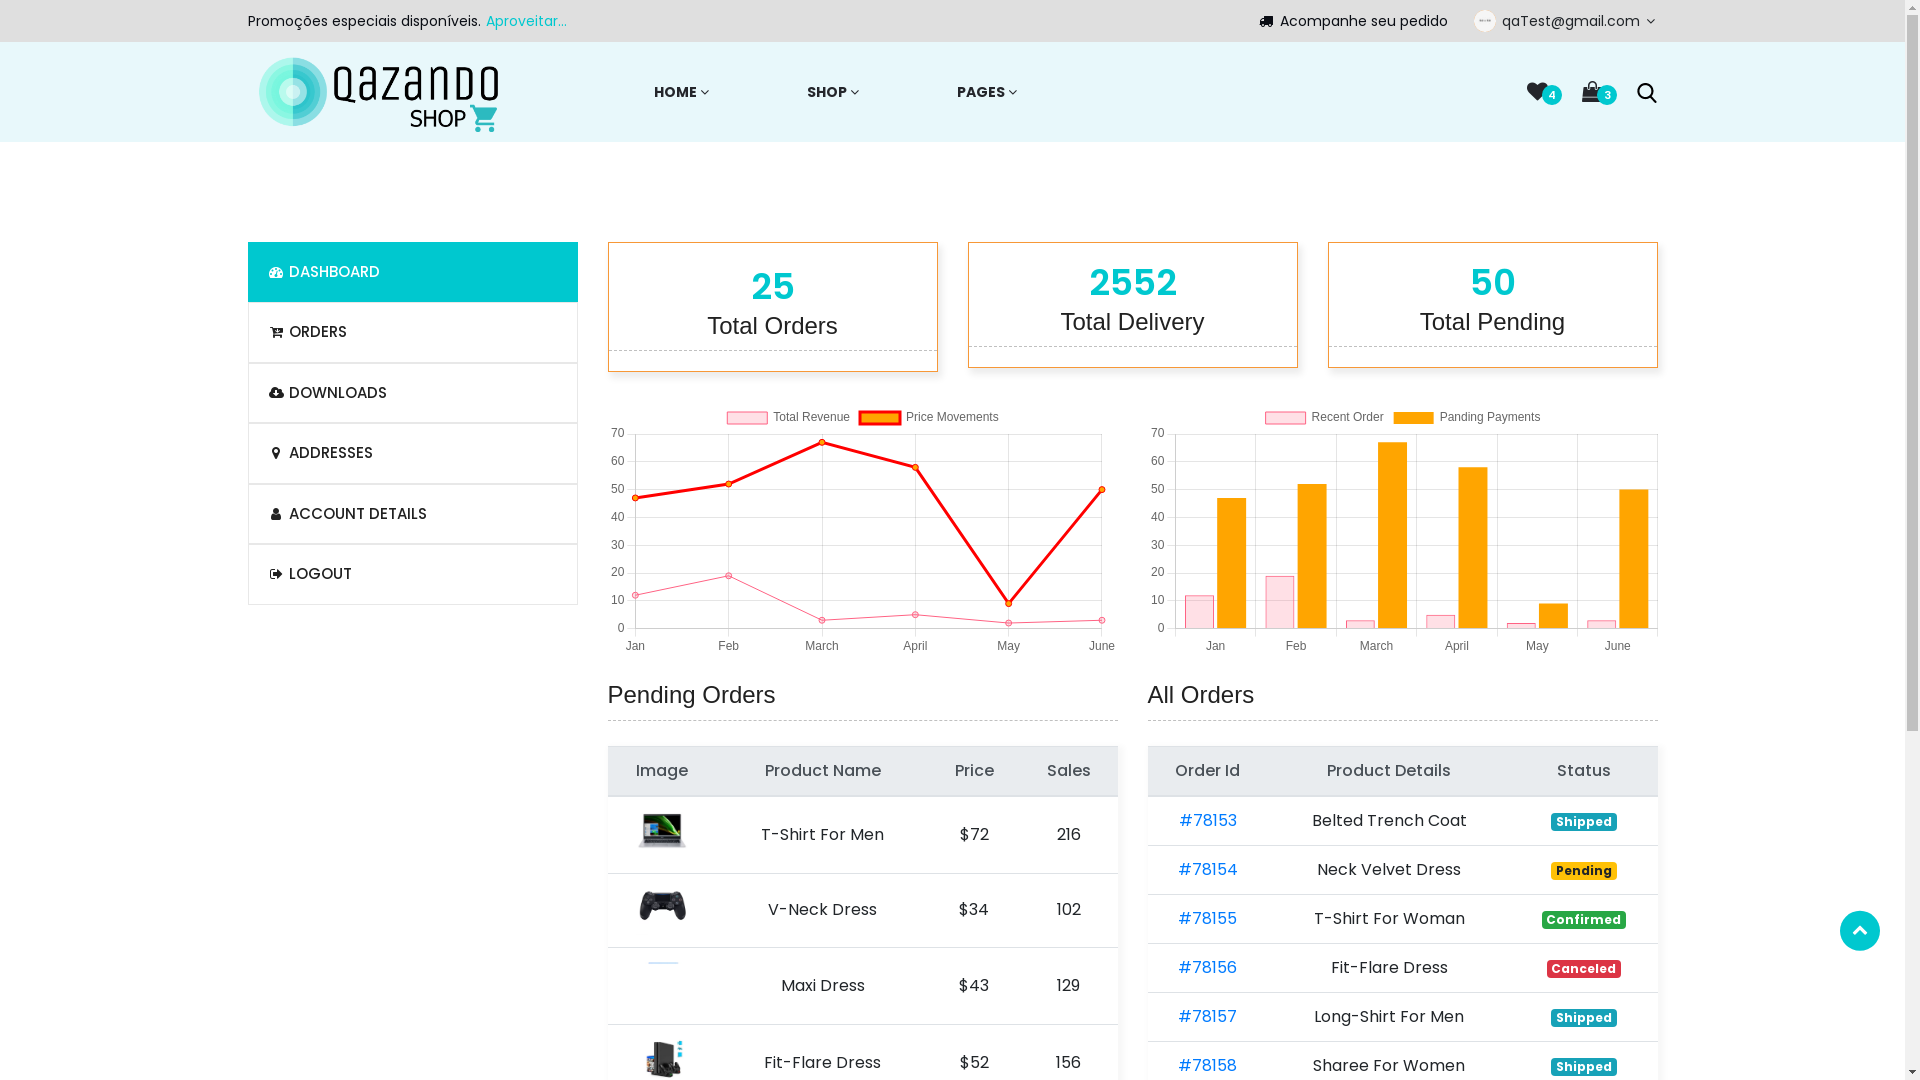 Promoções especiais disponíveis. Aproveitar...
Acompanhe seu pedido
qaTest@gmail.com
Qazando
SHOP
HOME
SHOP
PAGES
4
3
DASHBOARD
ORDERS
DOWNLOADS
ADDRESSES
ACCOUNT DETAILS
LOGOUT
25
Total Orders
2552
Total Delivery
50
Total Pending
Total Revenue
Price Movements
70
60
50
40
30
20
10
0
Jan
Feb
March
April
May
June
Recent Order
Panding Payments
70
60
50
40
30
20
10
0
Jan
Feb
March
April
May
June
Pending Orders
Image Product Name Price Sales
T-Shirt For Men $72 216
V-Neck Dress $34 102
Maxi Dress $43 129
Fit-Flare Dress $52 156
All Orders
Order Id Product Details Status
#78153 Belted Trench Coat Shipped
#78154 Neck Velvet Dress Pending
#78155 T-Shirt For Woman Confirmed
#78156 Fit-Flare Dress Canceled
#78157 Long-Shirt For Men Shipped
#78158 Sharee For Women Shipped